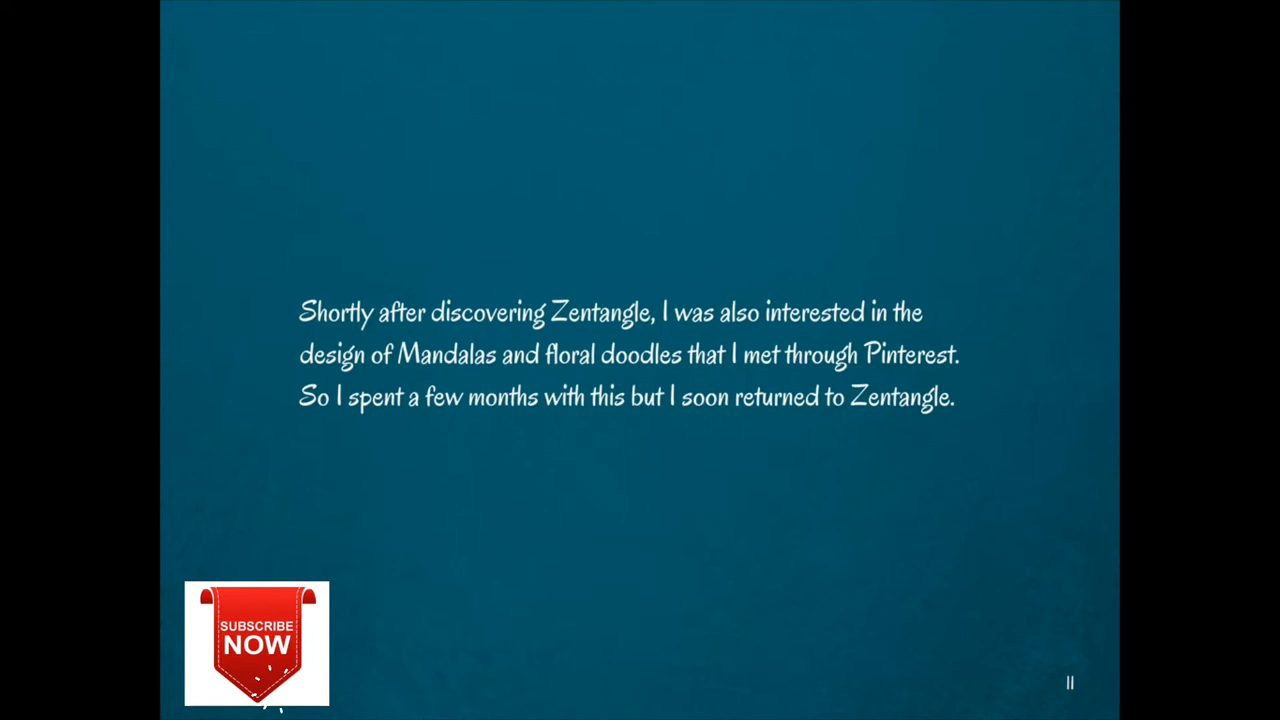 Shortly after discovering Zentangle, I was also interested in the
design of Mandalas and floral doodles that I met through Pinterest.
So I spent a few months with this but I soon returned to Zentangle.
SUBSCRIBE
NOW
11